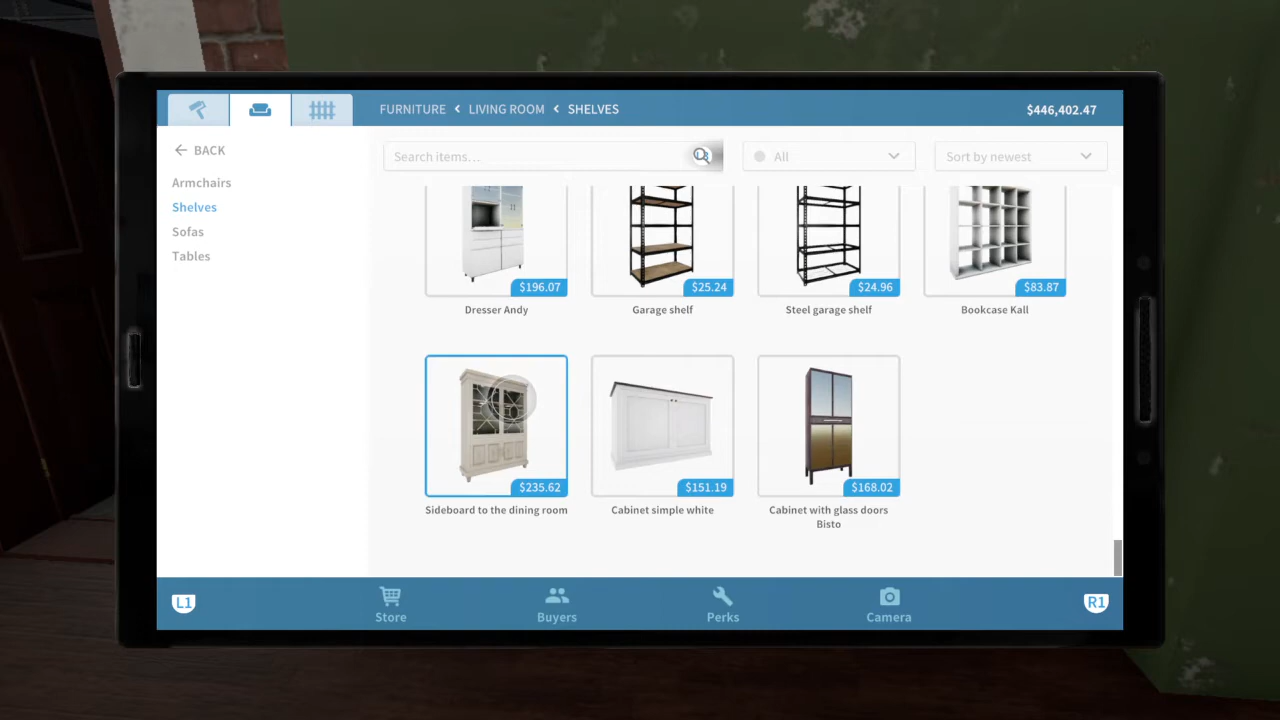 FURNITURE < LIVING ROOM < SHELVES
$446,402.47
BACK
Search items...
All
Sort by newest
Armchairs
Shelves
Sofas
Tables
$196.07
$25.24
$24.96
$83.87
Dresser Andy
Garage shelf
Steel garage shelf
Bookcase Kall
$235.62
$151.19
$168.02
Sideboard to the dining room
Cabinet simple white
Cabinet with glass doors
Bisto
L1
Store
Buyers
Perks
Camera
R1